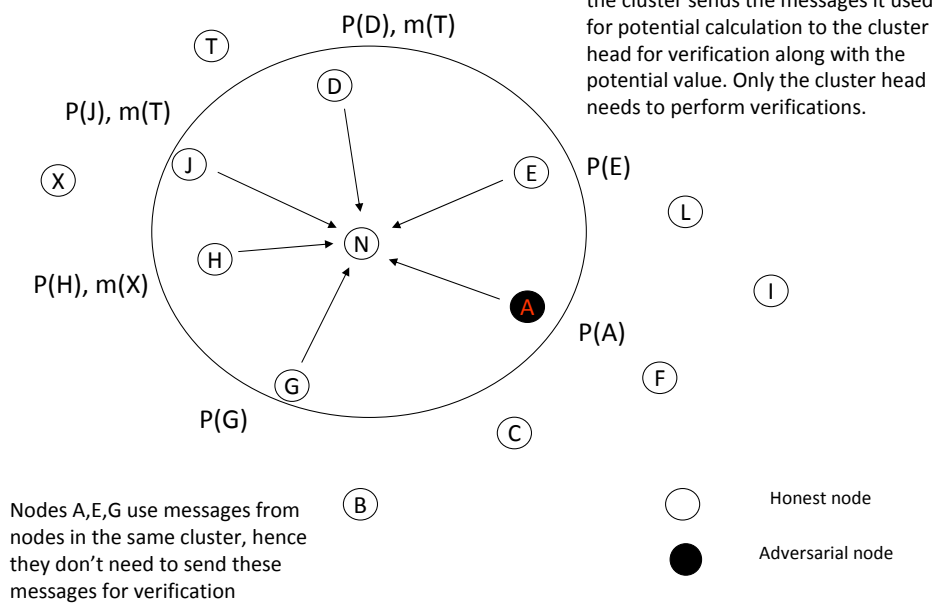 the cluster sends the messages it used
for potential calculation to the cluster
head for verification along with the
potential value. Only the cluster head
needs to perform verifications.
P(D), m(T)
T
D
P(J), m(T)
J
E
P(E)
X
L
N
H
P(H), m(X)
I
A
P(A)
F
G
P(G)
C
B
Nodes A,E,G use messages from
nodes in the same cluster, hence
they don’t need to send these
messages for verification
Honest node
Adversarial node